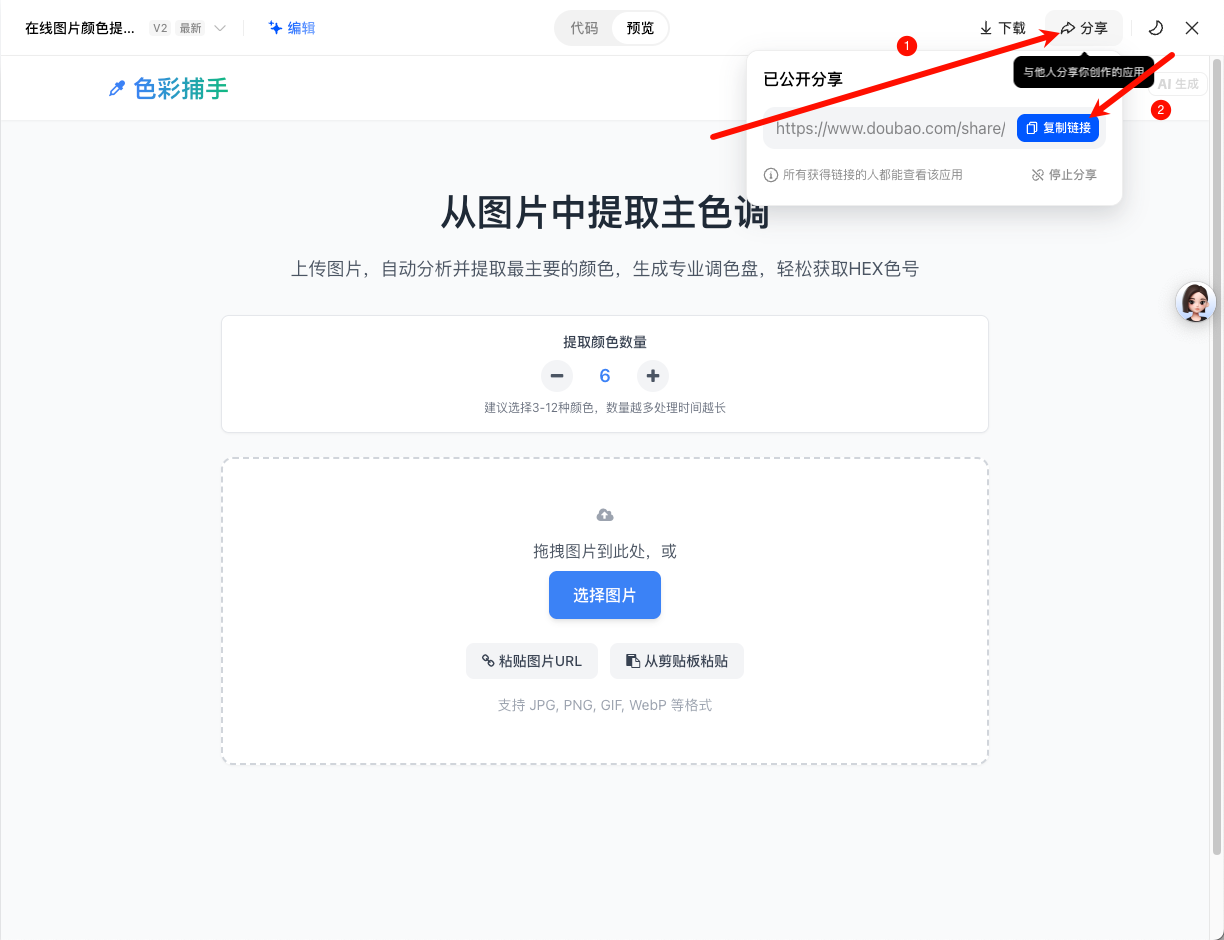 在线图片颜色提... V2 最新 编辑 代码 预览 下载 分享
1
已公开分享
与他人分享你创作的应用
色彩捕手
AI 生成
2
https://www.doubao.com/share/ 复制链接
所有获得链接的人都能查看该应用 停止分享
从图片中提取主色调
上传图片，自动分析并提取最主要的颜色，生成专业调色盘，轻松获取HEX色号
提取颜色数量
6
建议选择3-12种颜色，数量越多处理时间越长
拖拽图片到此处，或
选择图片
粘贴图片URL 从剪贴板粘贴
支持 JPG, PNG, GIF, WebP 等格式